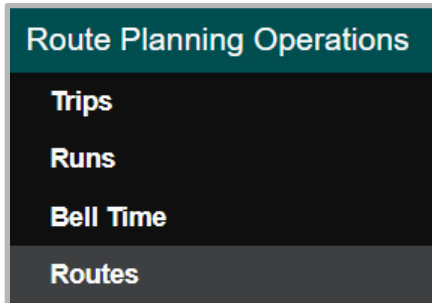 Route Planning Operations
Trips
Runs
Bell Time
Routes